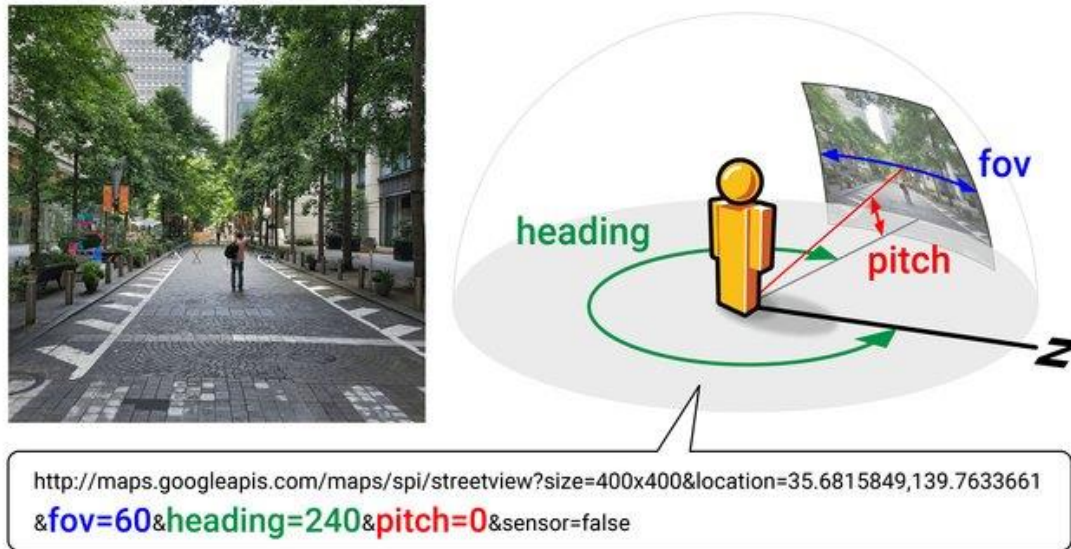 fov
heading
pitch
N
http://maps.googleapis.com/maps/spi/streetview?size=400x400&location=35.6815849,139.7633661
&fov=60&heading=240&pitch=0&sensor=false